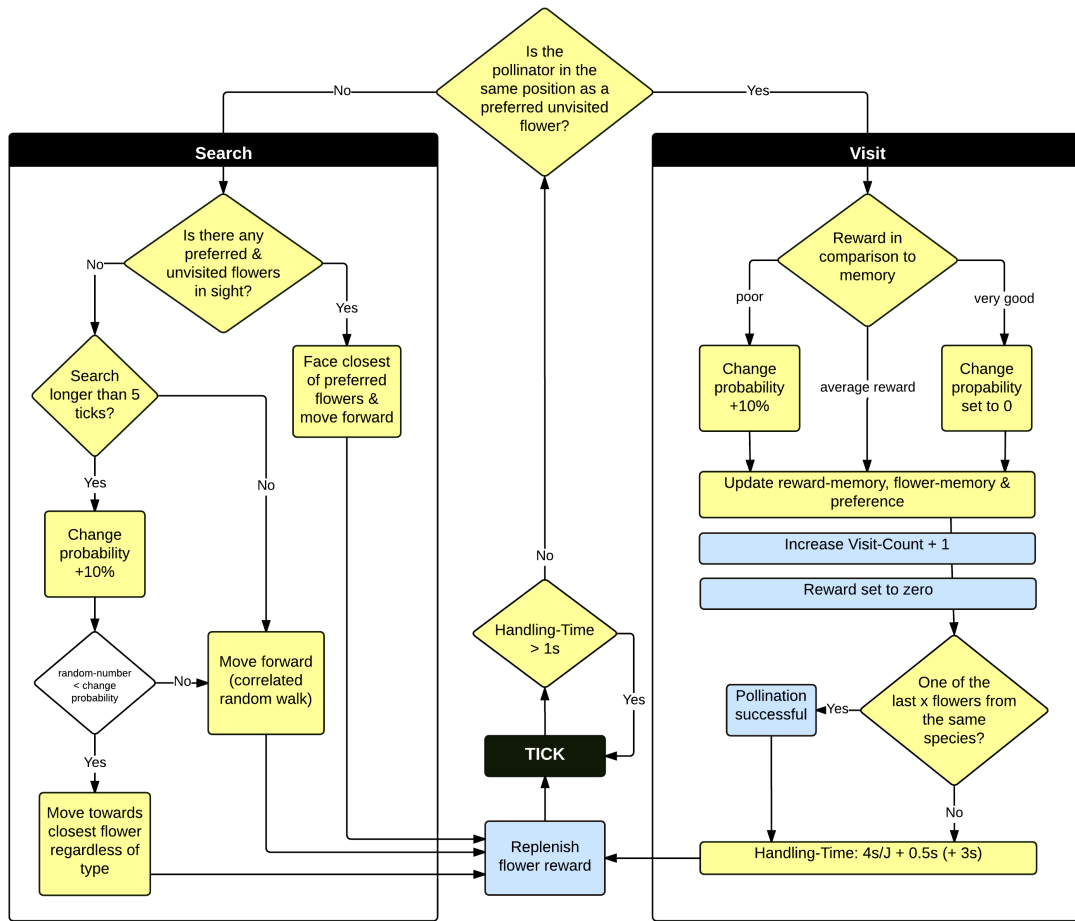 Is the
pollinator in the
same position as a
preferred unvisited
flower?
No
Yes
Search
Is there any
preferred &
unvisited flowers
in sight?
No
Yes
Search
longer than 5
ticks?
Face closest
of preferred
flowers &
move forward
Yes
No
Change
probability
+10%
random-number
< change
probability
No
Move forward
(correlated
random walk)
Yes
Move towards
closest flower
regardless of
type
No
Handling-Time
> 1s
Yes
TICK
Replenish
flower reward
Visit
Reward in
comparison to
memory
poor
very good
average reward
Change
probability
+10%
Change
propability
set to 0
Update reward-memory, flower-memory &
preference
Increase Visit-Count + 1
Reward set to zero
One of the
last x flowers from
the same
species?
Yes
Pollination
successful
No
Handling-Time: 4s/J + 0.5s (+ 3s)